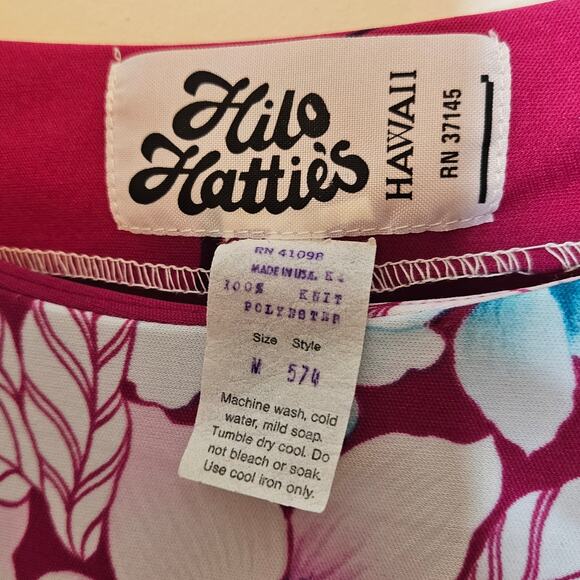 Hilo
Hattie's
HAWAII
RN 37145
RN 41098
MADE IN U.S.A.
100% KNIT
POLYESTER
Size Style
M 574
Machine wash, cold
water, mild soap.
Tumble dry cool. Do
not bleach or soak.
Use cool iron only.